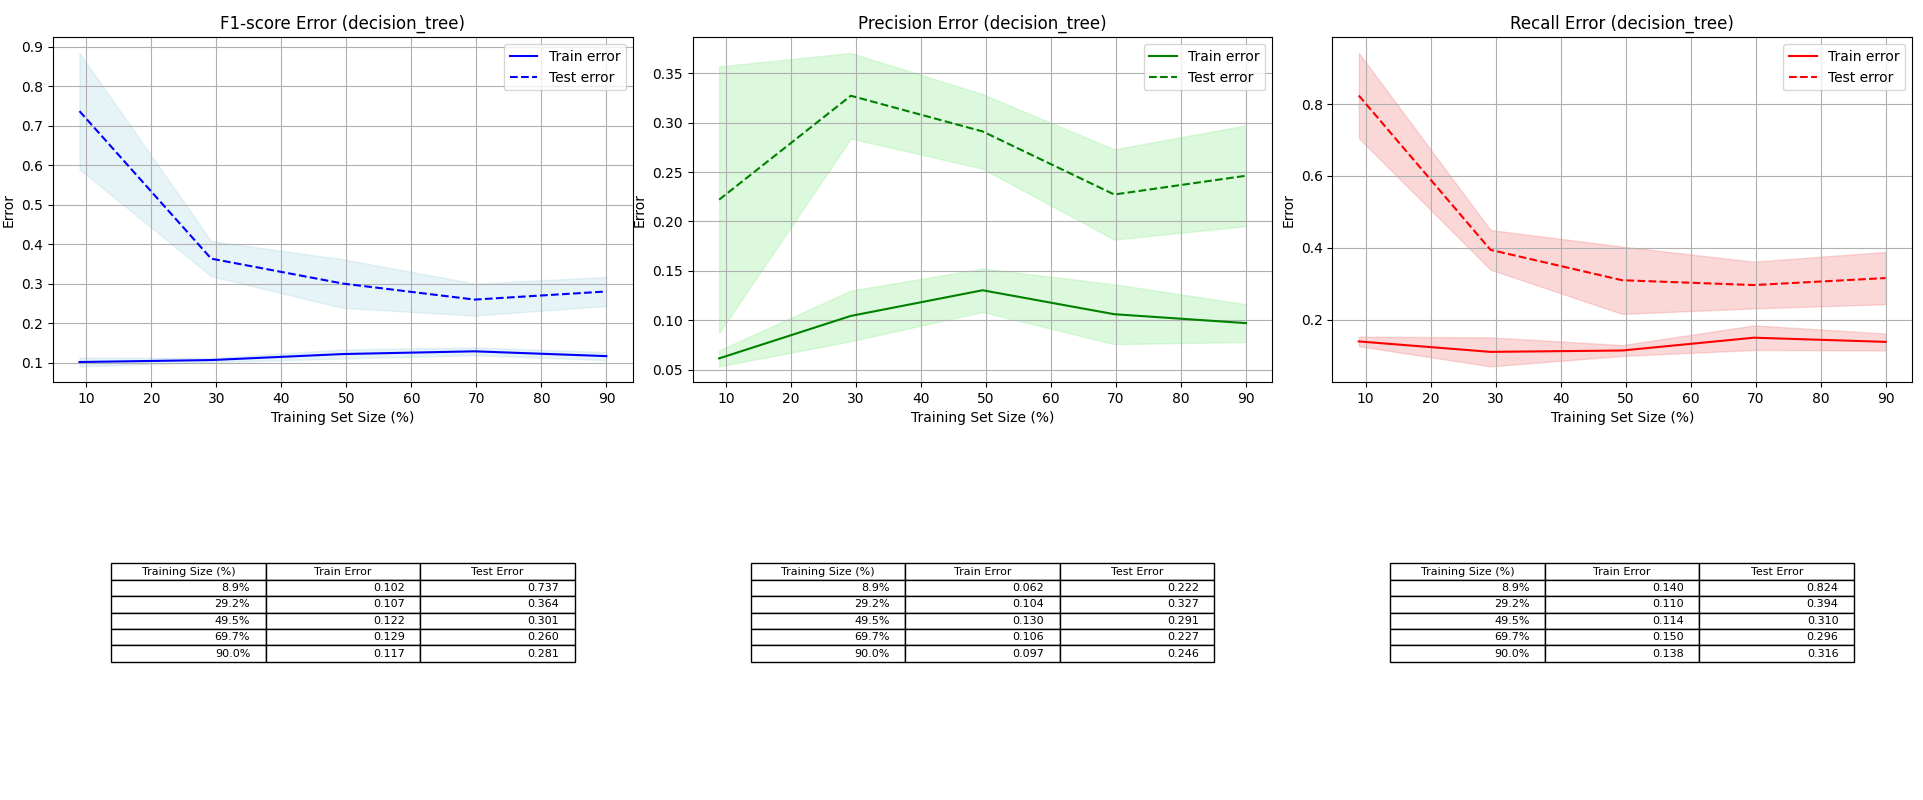 F1-score Error (decision_tree)
Train error
Test error
0.9
0.8
0.7
0.6
0.5
0.4
0.3
0.2
0.1
Error
10 20 30 40 50 60 70 80 90
Training Set Size (%)
Precision Error (decision_tree)
Train error
Test error
0.35
0.30
0.25
0.20
0.15
0.10
0.05
Error
10 20 30 40 50 60 70 80 90
Training Set Size (%)
Recall Error (decision_tree)
Train error
Test error
0.8
0.6
0.4
0.2
Error
10 20 30 40 50 60 70 80 90
Training Set Size (%)
Training Size (%) Train Error Test Error
8.9% 0.102 0.737
29.2% 0.107 0.364
49.5% 0.122 0.301
69.7% 0.129 0.260
90.0% 0.117 0.281
Training Size (%) Train Error Test Error
8.9% 0.062 0.222
29.2% 0.104 0.327
49.5% 0.130 0.291
69.7% 0.106 0.227
90.0% 0.097 0.246
Training Size (%) Train Error Test Error
8.9% 0.140 0.824
29.2% 0.110 0.394
49.5% 0.114 0.310
69.7% 0.150 0.296
90.0% 0.138 0.316